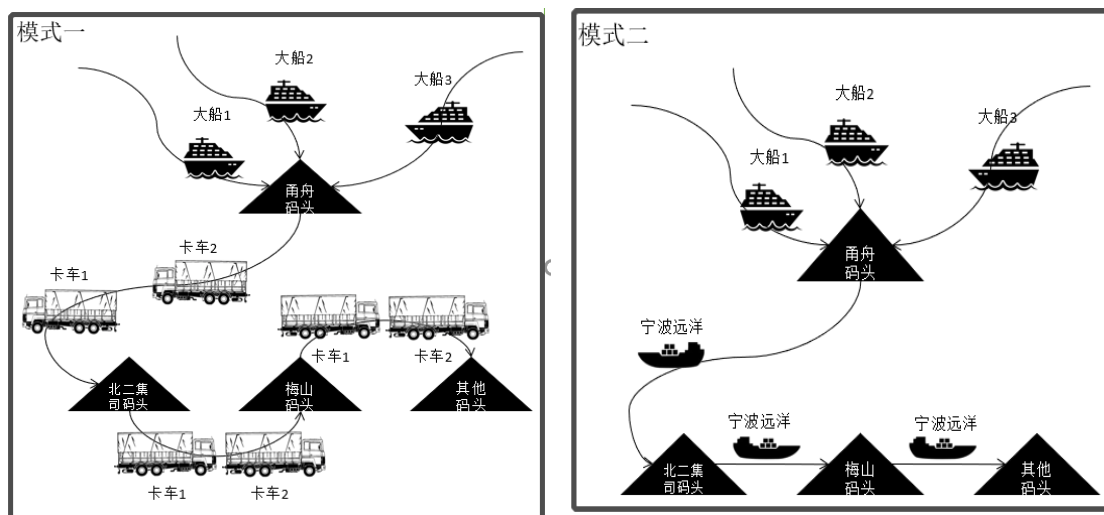 模式一
大船2
大船3
大船1
甬舟
码头
卡车2
卡车1
卡车1
卡车2
北二集
司码头
梅山
码头
其他
码头
卡车1
卡车2
模式二
大船2
大船3
大船1
甬舟
码头
宁波远洋
宁波远洋
宁波远洋
北二集
司码头
梅山
码头
其他
码头